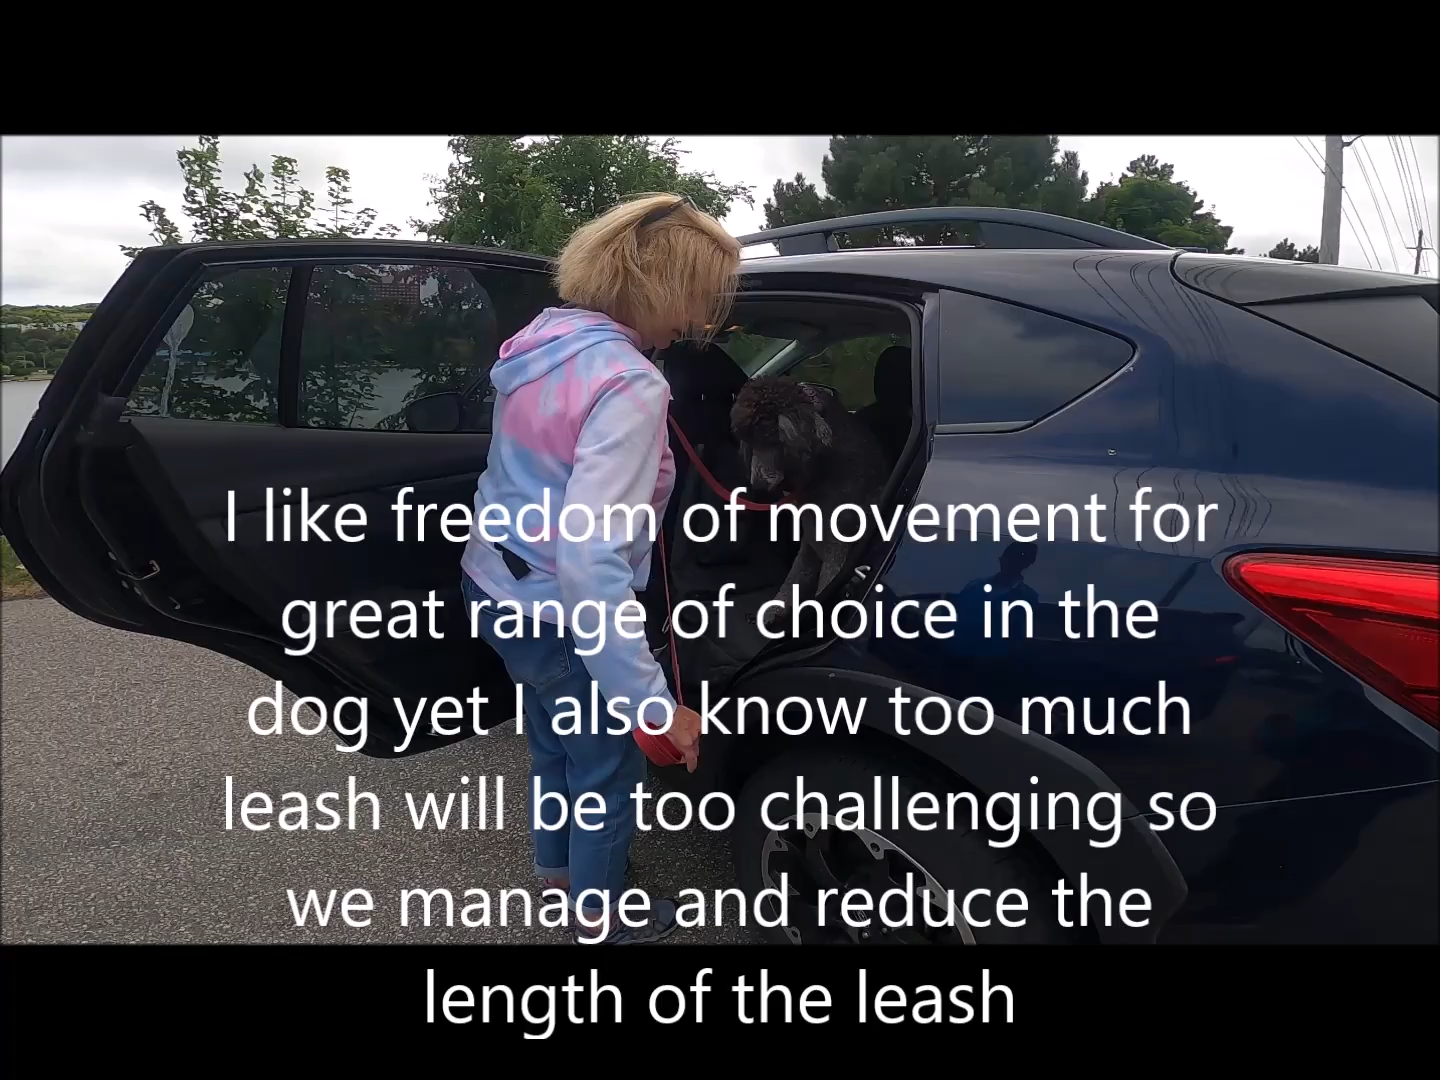 I like freedom of movement for
great range of choice in the
dog yet I also know too much
leash will be too challenging so
we manage and reduce the
length of the leash